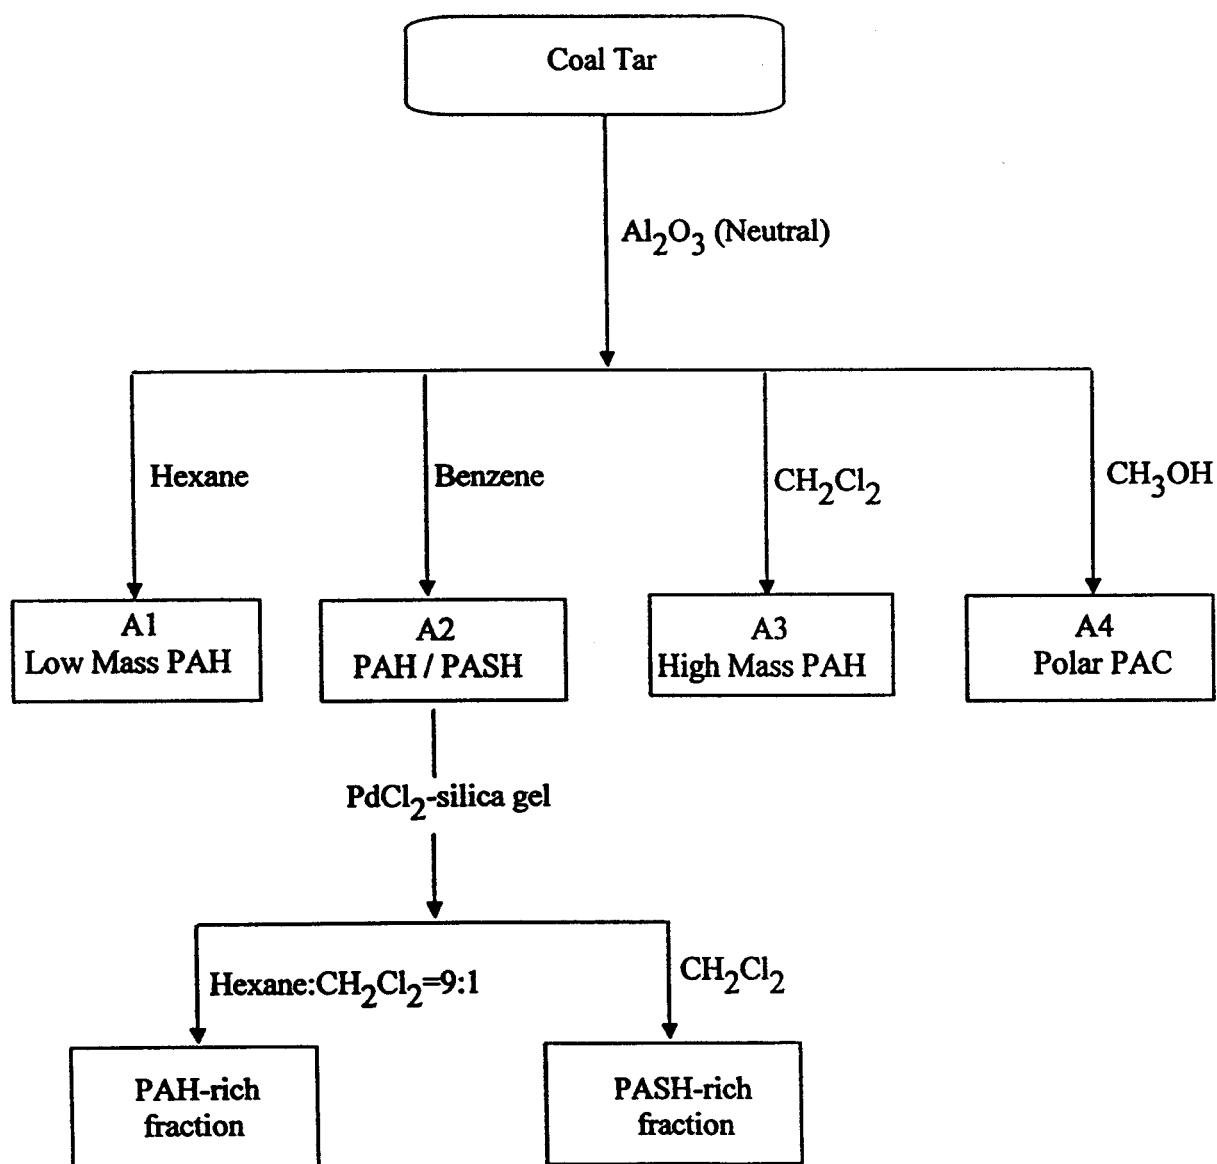 Coal Tar
Al₂O₃ (Neutral)
Hexane
Benzene
CH₂Cl₂
CH₃OH
A1
Low Mass PAH
A2
PAH / PASH
A3
High Mass PAH
A4
Polar PAC
PdCl₂-silica gel
Hexane:CH₂Cl₂=9:1
CH₂Cl₂
PAH-rich
fraction
PASH-rich
fraction